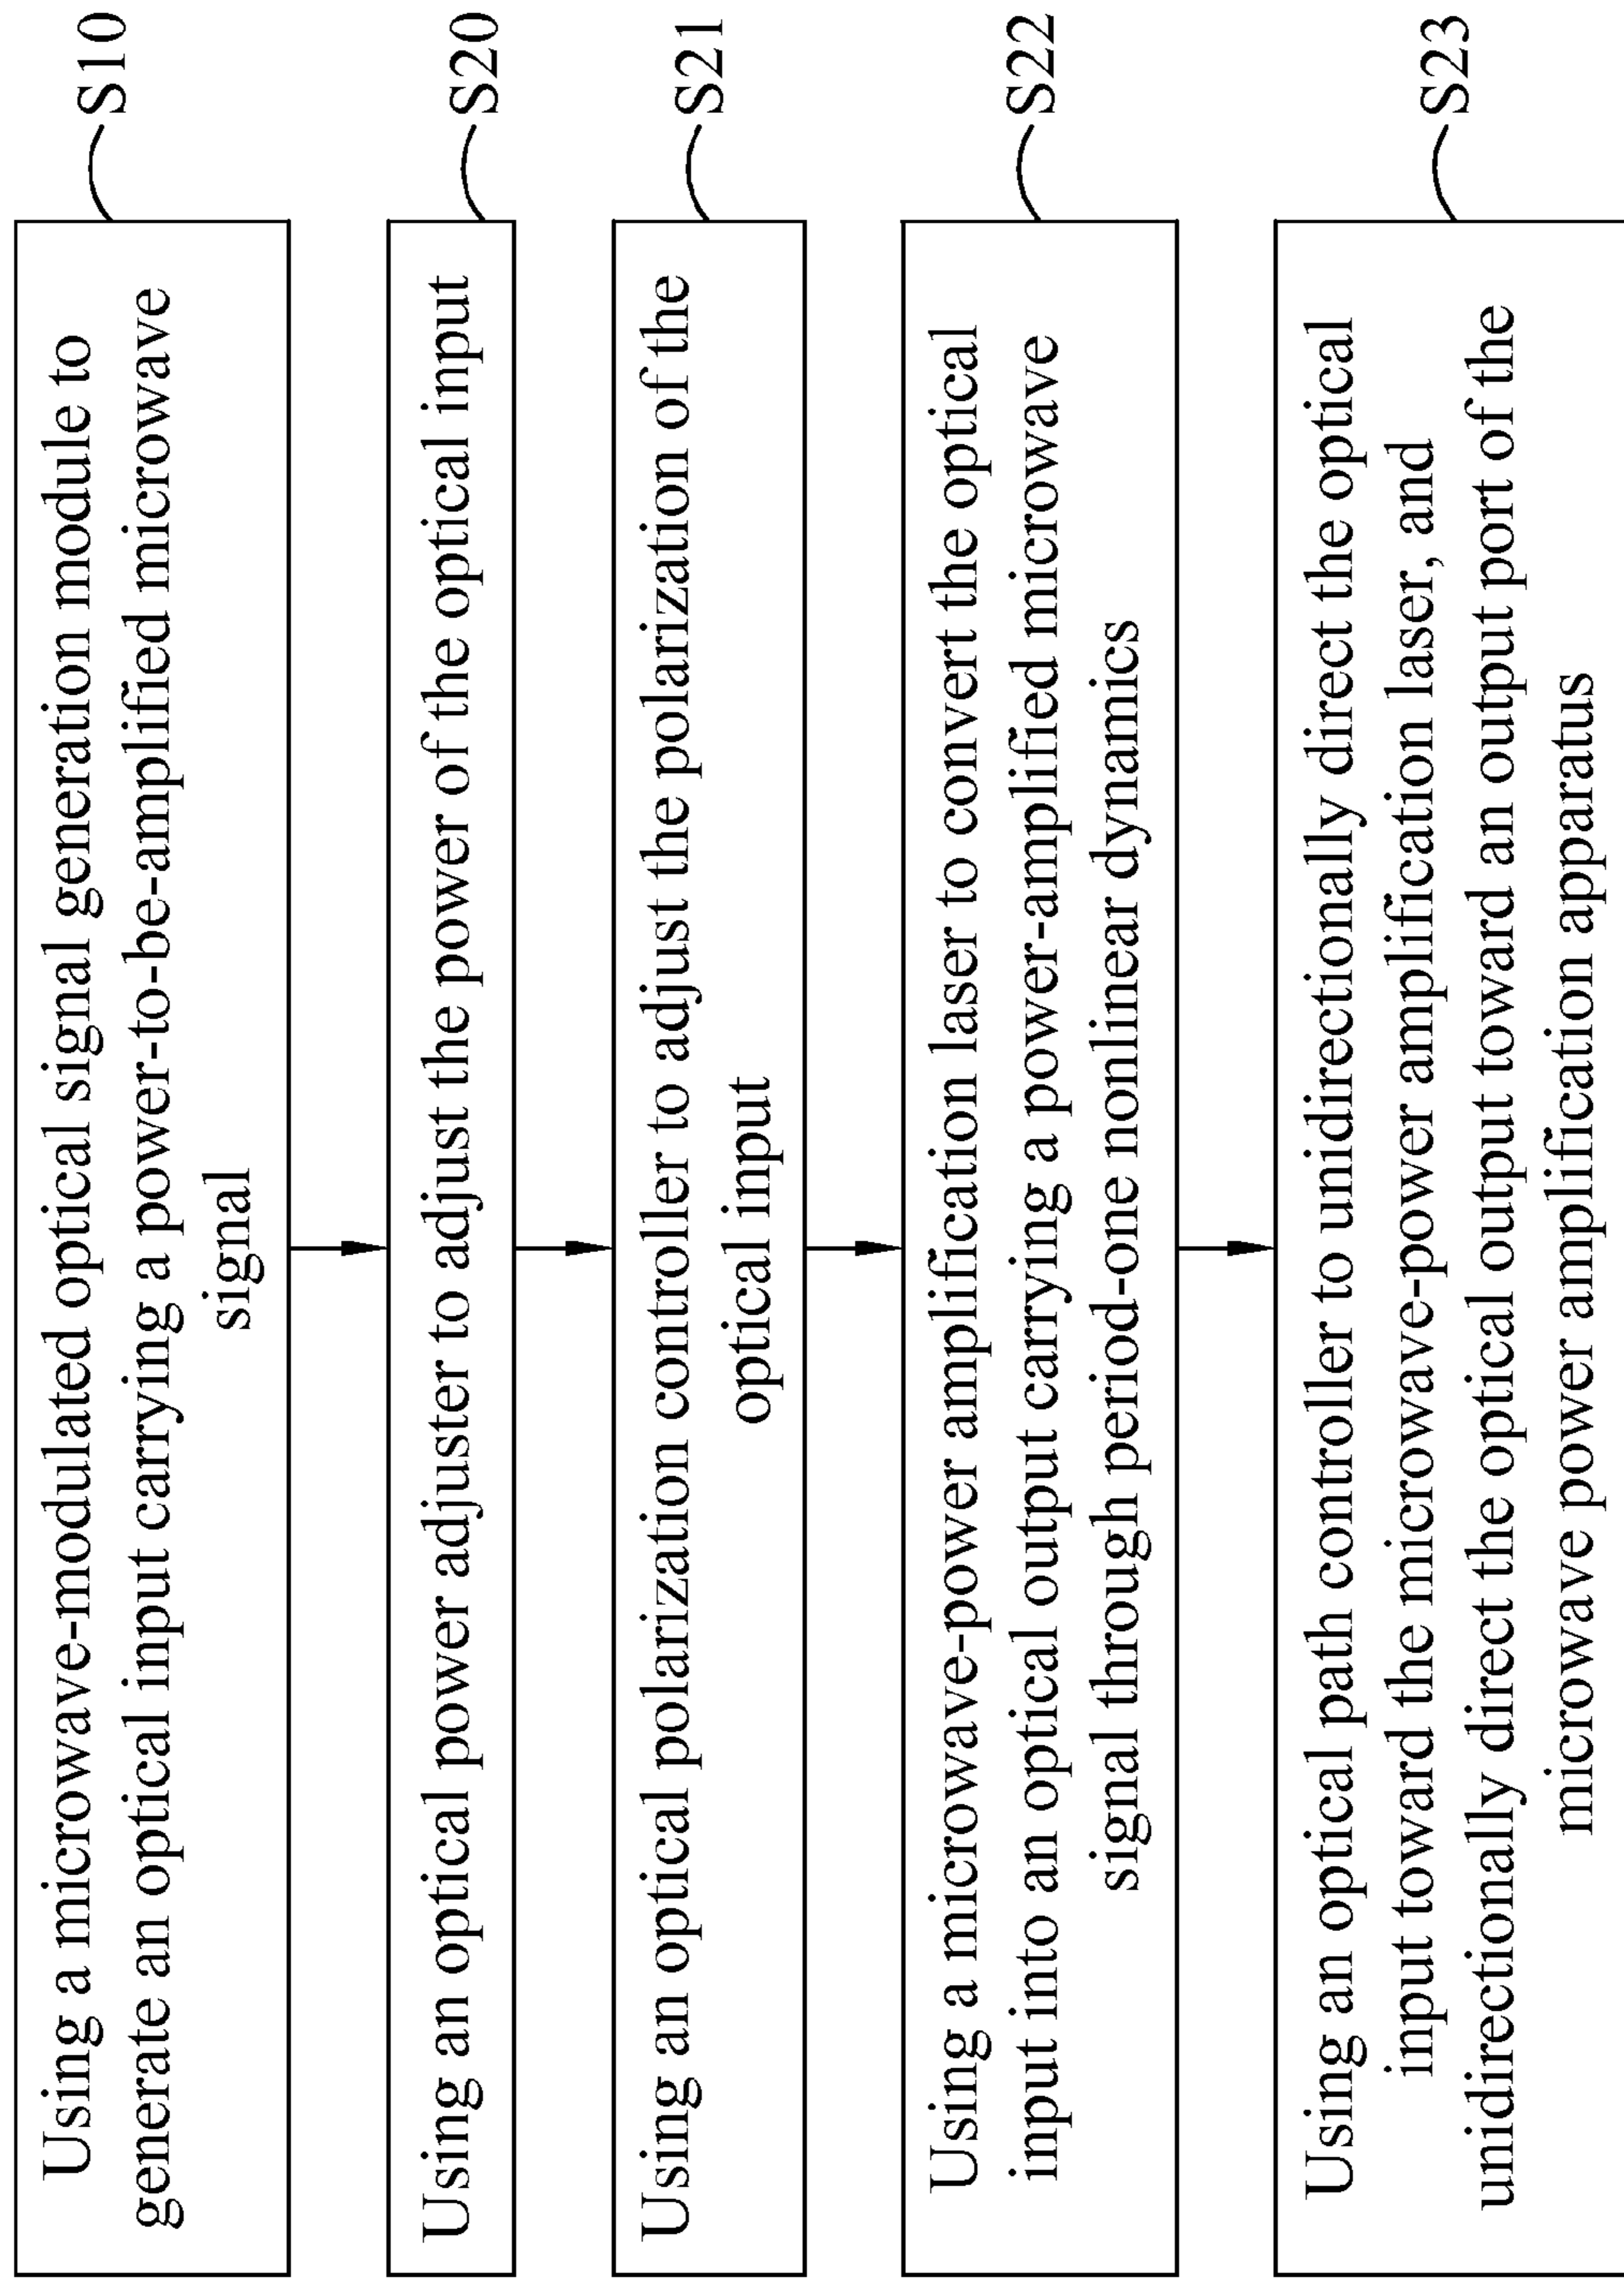 Using a microwave-modulated optical signal generation module to
generate an optical input carrying a power-to-be-amplified microwave
signal
S10
Using an optical power adjuster to adjust the power of the optical input
S20
Using an optical polarization controller to adjust the polarization of the
optical input
S21
Using a microwave-power amplification laser to convert the optical
input into an optical output carrying a power-amplified microwave
signal through period-one nonlinear dynamics
S22
Using an optical path controller to unidirectionally direct the optical
input toward the microwave-power amplification laser, and
unidirectionally direct the optical output toward an output port of the
microwave power amplification apparatus
S23